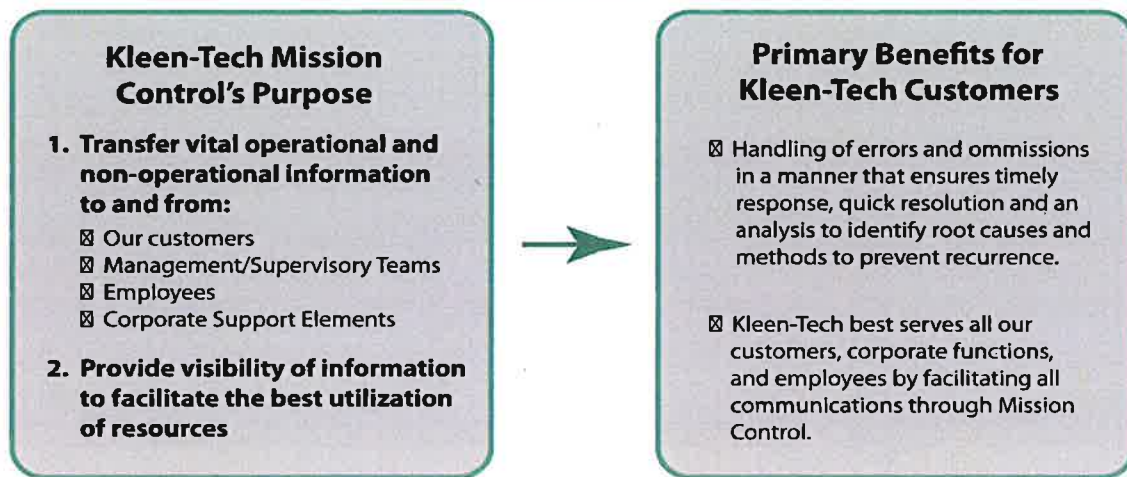 Kleen-Tech Mission
Control's Purpose
1. Transfer vital operational and
non-operational information
to and from:
☒ Our customers
☒ Management/Supervisory Teams
☒ Employees
☒ Corporate Support Elements
2. Provide visibility of information
to facilitate the best utilization
of resources
Primary Benefits for
Kleen-Tech Customers
☒ Handling of errors and ommissions
in a manner that ensures timely
response, quick resolution and an
analysis to identify root causes and
methods to prevent recurrence.
☒ Kleen-Tech best serves all our
customers, corporate functions,
and employees by facilitating all
communications through Mission
Control.